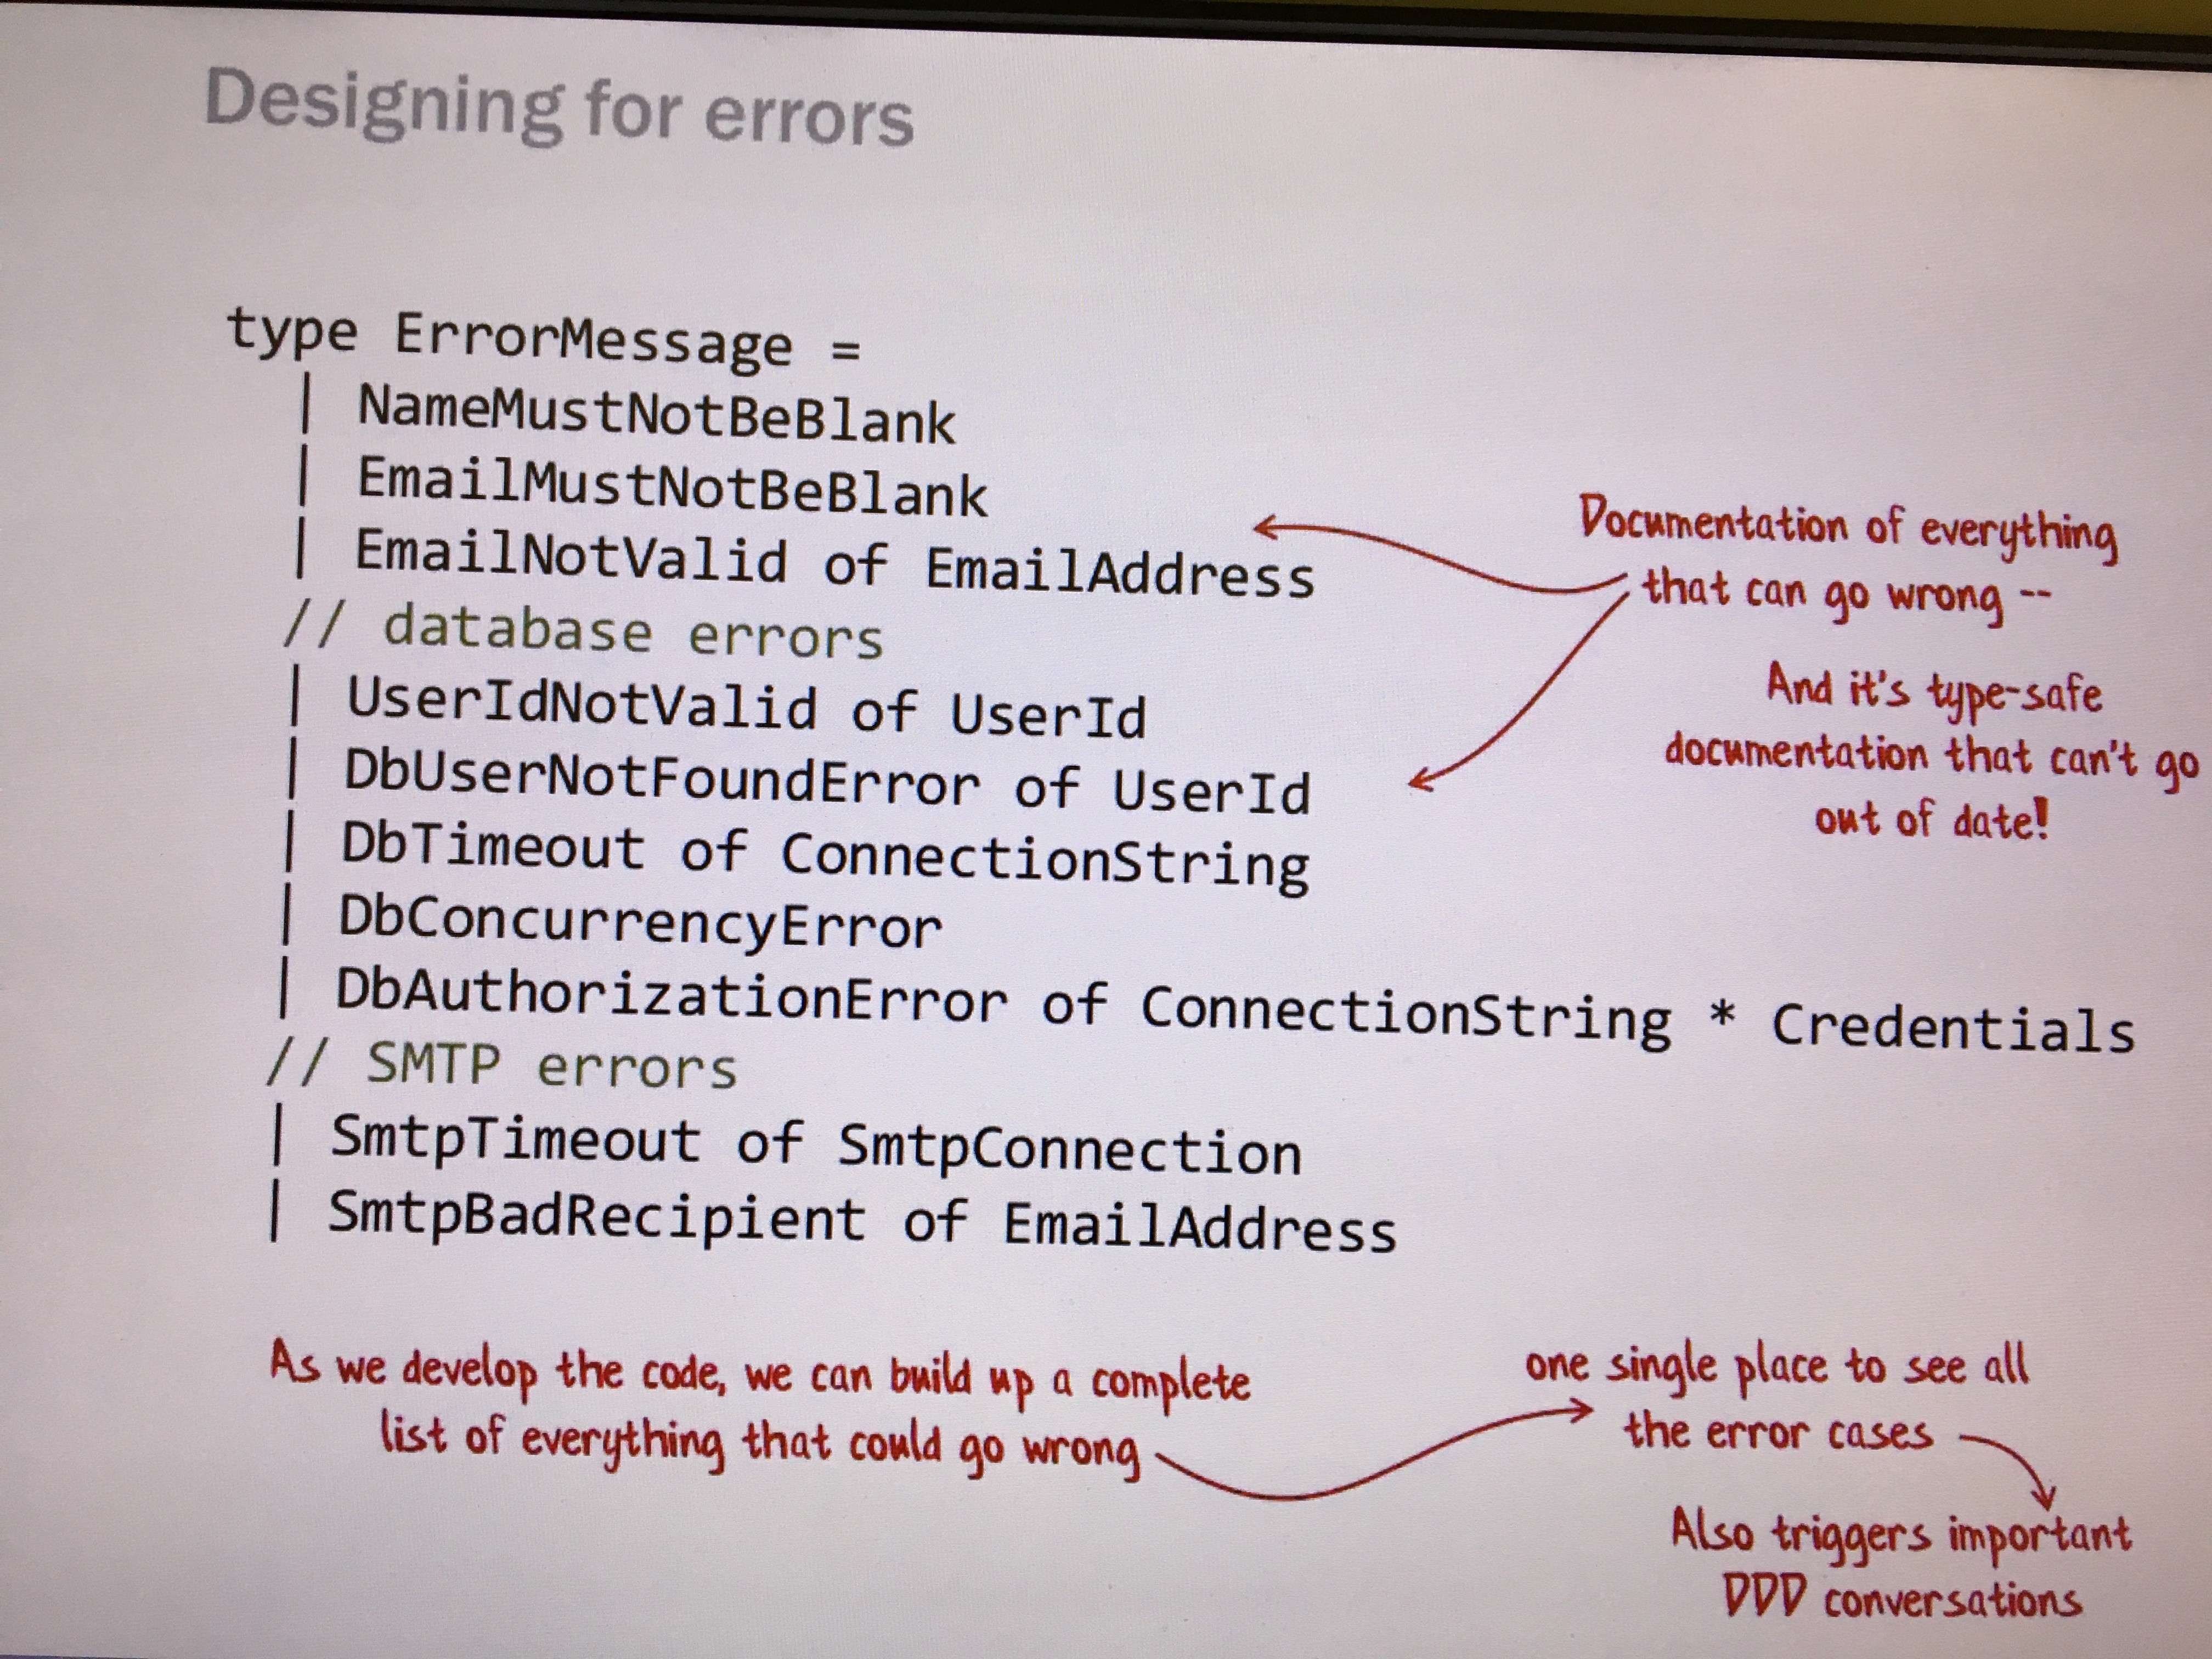 Designing for errors
type ErrorMessage =
| NameMustNotBeBlank
| EmailMustNotBeBlank
| EmailNotValid of EmailAddress
// database errors
| UserIdNotValid of UserId
| DbUserNotFoundError of UserId
| DbTimeout of ConnectionString
| DbConcurrencyError
| DbAuthorizationError of ConnectionString * Credentials
// SMTP errors
| SmtpTimeout of SmtpConnection
| SmtpBadRecipient of EmailAddress
Documentation of everything
that can go wrong --
And it's type-safe
documentation that can't go
out of date!
As we develop the code, we can build up a complete
list of everything that could go wrong
one single place to see all
the error cases
Also triggers important
DDD conversations